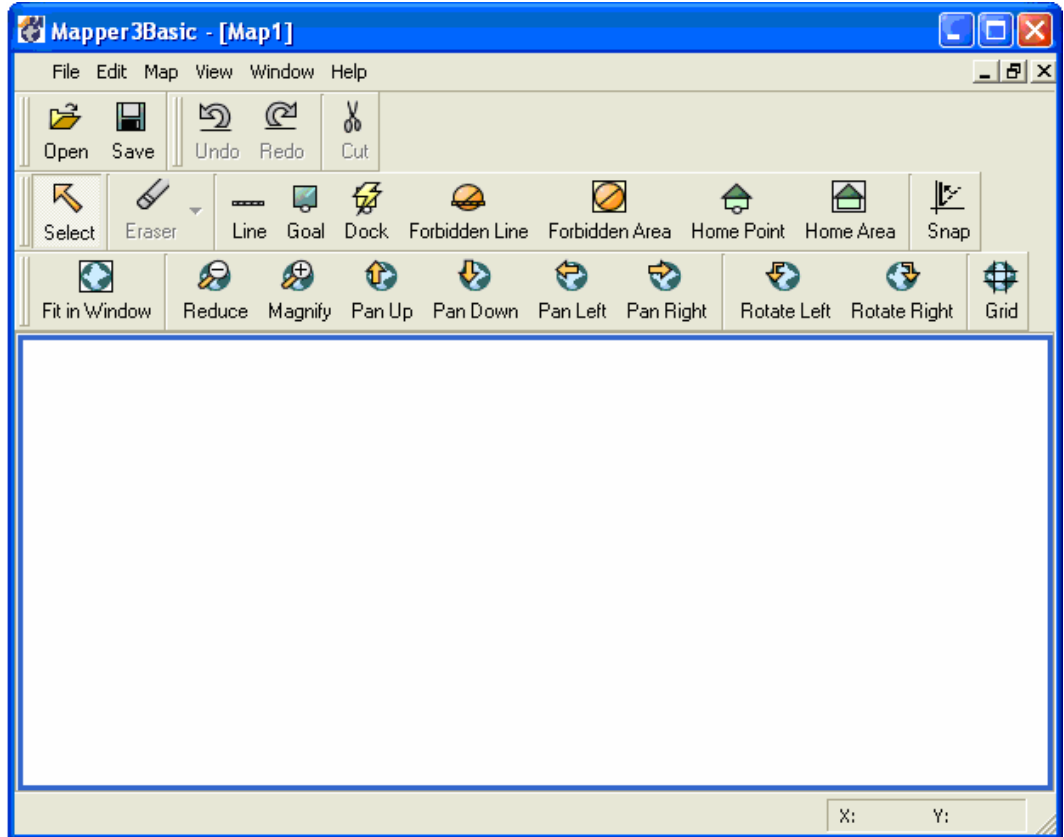 Mapper3Basic - [Map1]
File Edit Map View Window Help
Open Save Undo Redo Cut
Select Eraser Line Goal Dock Forbidden Line Forbidden Area Home Point Home Area Snap
Fit in Window Reduce Magnify Pan Up Pan Down Pan Left Pan Right Rotate Left Rotate Right Grid
X: Y: